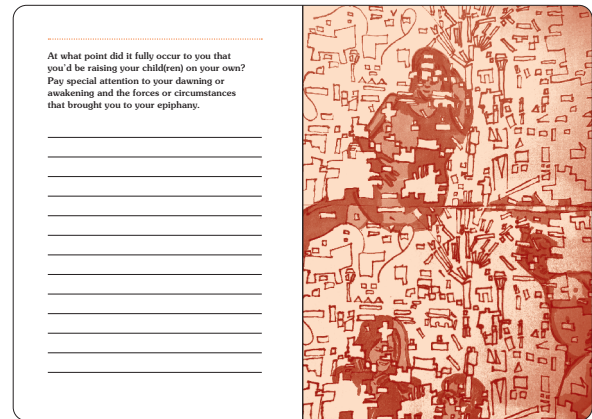 At what point did it fully occur to you that
you'd be raising your child(ren) on your own?
Pay special attention to your dawning or
awakening and the forces or circumstances
that brought you to your epiphany.